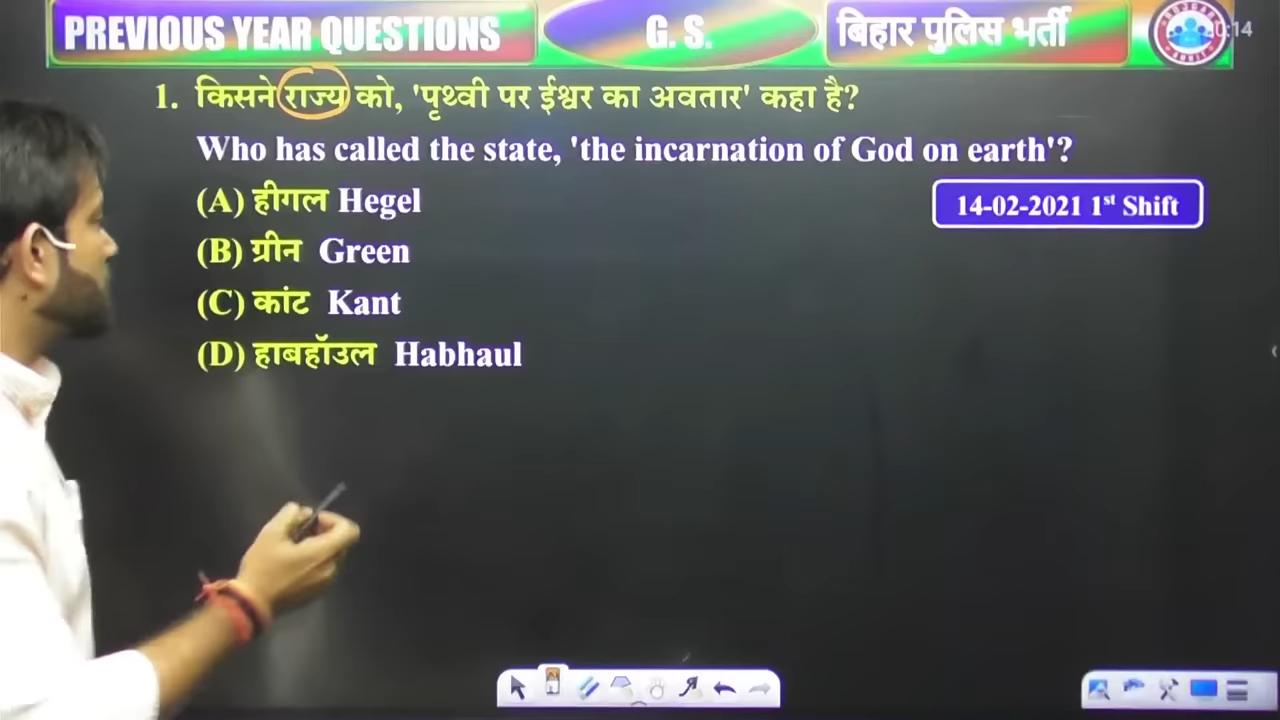 PREVIOUS YEAR QUESTIONS
G. S.
बिहार पुलिस भर्ती
:14
1. किसने राज्य को, 'पृथ्वी पर ईश्वर का अवतार' कहा है?
Who has called the state, 'the incarnation of God on earth'?
(A) हीगल Hegel
14-02-2021 1st Shift
(B) ग्रीन Green
(C) कांट Kant
(D) हाबहॉउल Habhaul